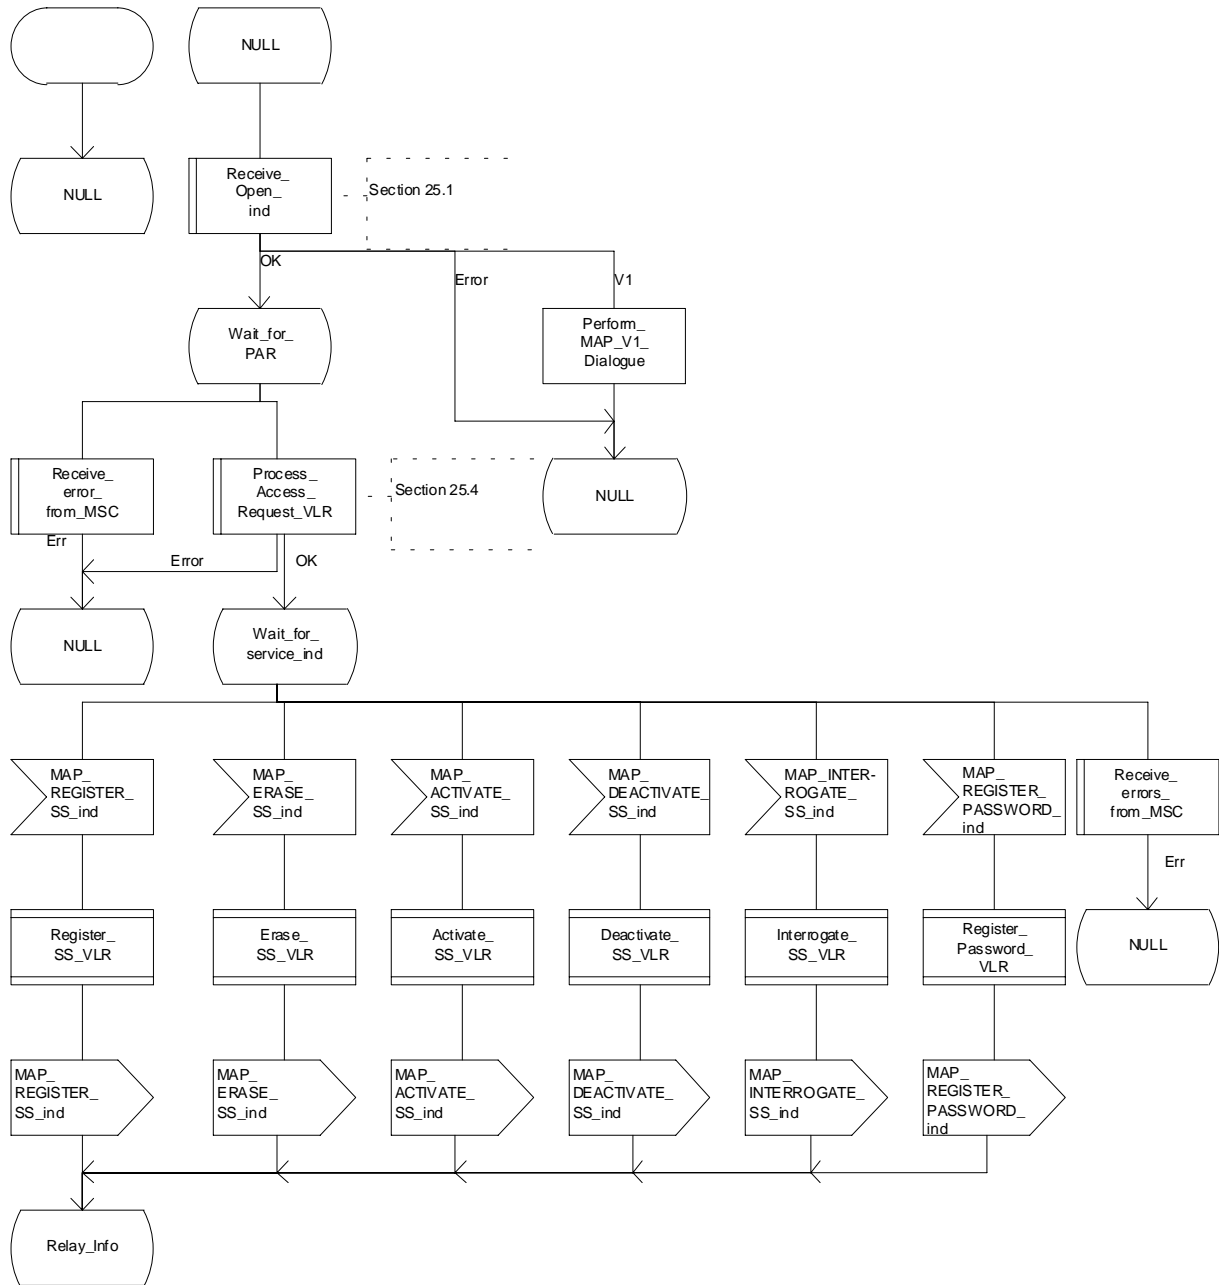 NULL
NULL
Receive_
Open_
ind
Section 25.1
OK
Error
V1
Wait_for_
PAR
Perform_
MAP_V1_
Dialogue
Receive_
error_
from_MSC
Process_
Access_
Request_VLR
Section 25.4
NULL
Err
Error
OK
NULL
Wait_for_
service_ind
MAP_
REGISTER_
SS_ind
MAP_
ERASE_
SS_ind
MAP_
ACTIVATE_
SS_ind
MAP_
DEACTIVATE_
SS_ind
MAP_INTER-
ROGATE_
SS_ind
MAP_
REGISTER_
PASSWORD_
ind
Receive_
errors_
from_MSC
Err
Register_
SS_VLR
Erase_
SS_VLR
Activate_
SS_VLR
Deactivate_
SS_VLR
Interrogate_
SS_VLR
Register_
Password_
VLR
NULL
MAP_
REGISTER_
SS_ind
MAP_
ERASE_
SS_ind
MAP_
ACTIVATE_
SS_ind
MAP_
DEACTIVATE_
SS_ind
MAP_
INTERROGATE_
SS_ind
MAP_
REGISTER_
PASSWORD_
ind
Relay_Info